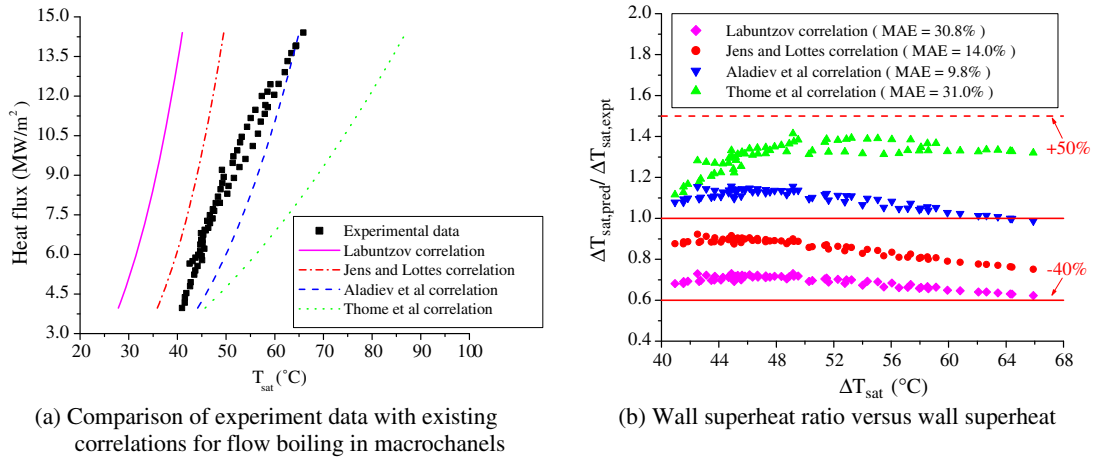 15.0
13.5
12.0
10.5
9.0
7.5
6.0
4.5
3.0
Heat flux (MW/m²)
Experimental data
Labuntzov correlation
Jens and Lottes correlation
Aladiev et al correlation
Thome et al correlation
20 30 40 50 60 70 80 90 100
T_sat (°C)
(a) Comparison of experiment data with existing
correlations for flow boiling in macrochanels
2.0
1.8
1.6
1.4
1.2
1.0
0.8
0.6
0.4
ΔT_sat,pred / ΔT_sat,expt
Labuntzov correlation ( MAE = 30.8% )
Jens and Lottes correlation ( MAE = 14.0% )
Aladiev et al correlation ( MAE = 9.8% )
Thome et al correlation ( MAE = 31.0% )
+50%
-40%
40 44 48 52 56 60 64 68
ΔT_sat (°C)
(b) Wall superheat ratio versus wall superheat